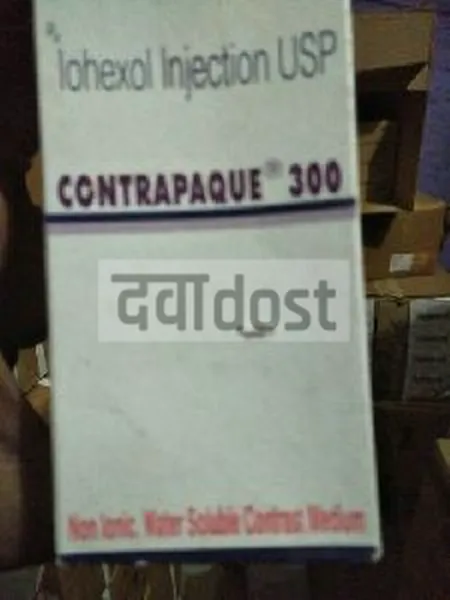 Iohexol Injection USP
CONTRAPAQUE® 300
दवाdost
Non Ionic, Water Soluble Contrast Medium